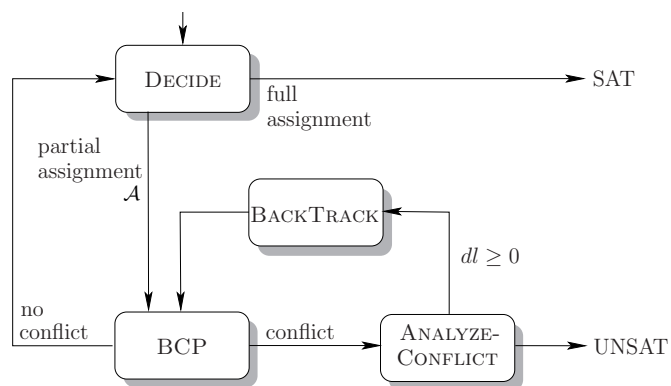 DECIDE
SAT
full
assignment
partial
assignment
𝒜
BACKTRACK
dl ≥ 0
no
conflict
BCP
conflict
ANALYZE-
CONFLICT
UNSAT